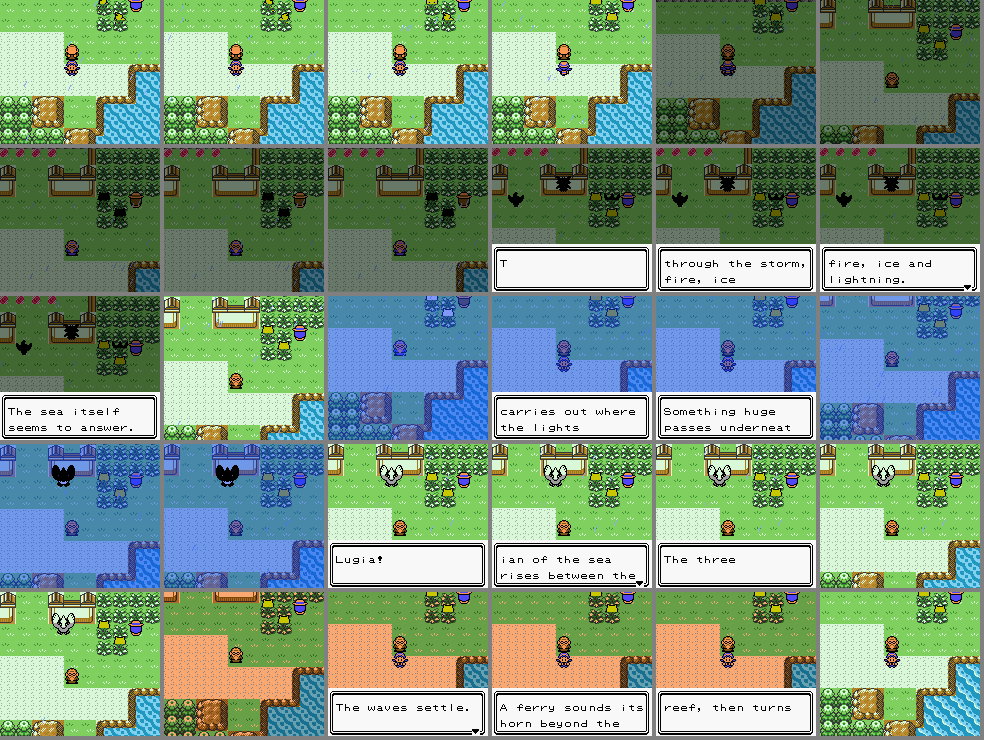 T
through the storm,
fire, ice
fire, ice and
lightning.
The sea itself
seems to answer.
carries out where
the lights
Something huge
passes underneat
Lugia!
ian of the sea
rises between the
The three
The waves settle.
A ferry sounds its
horn beyond the
reef, then turns